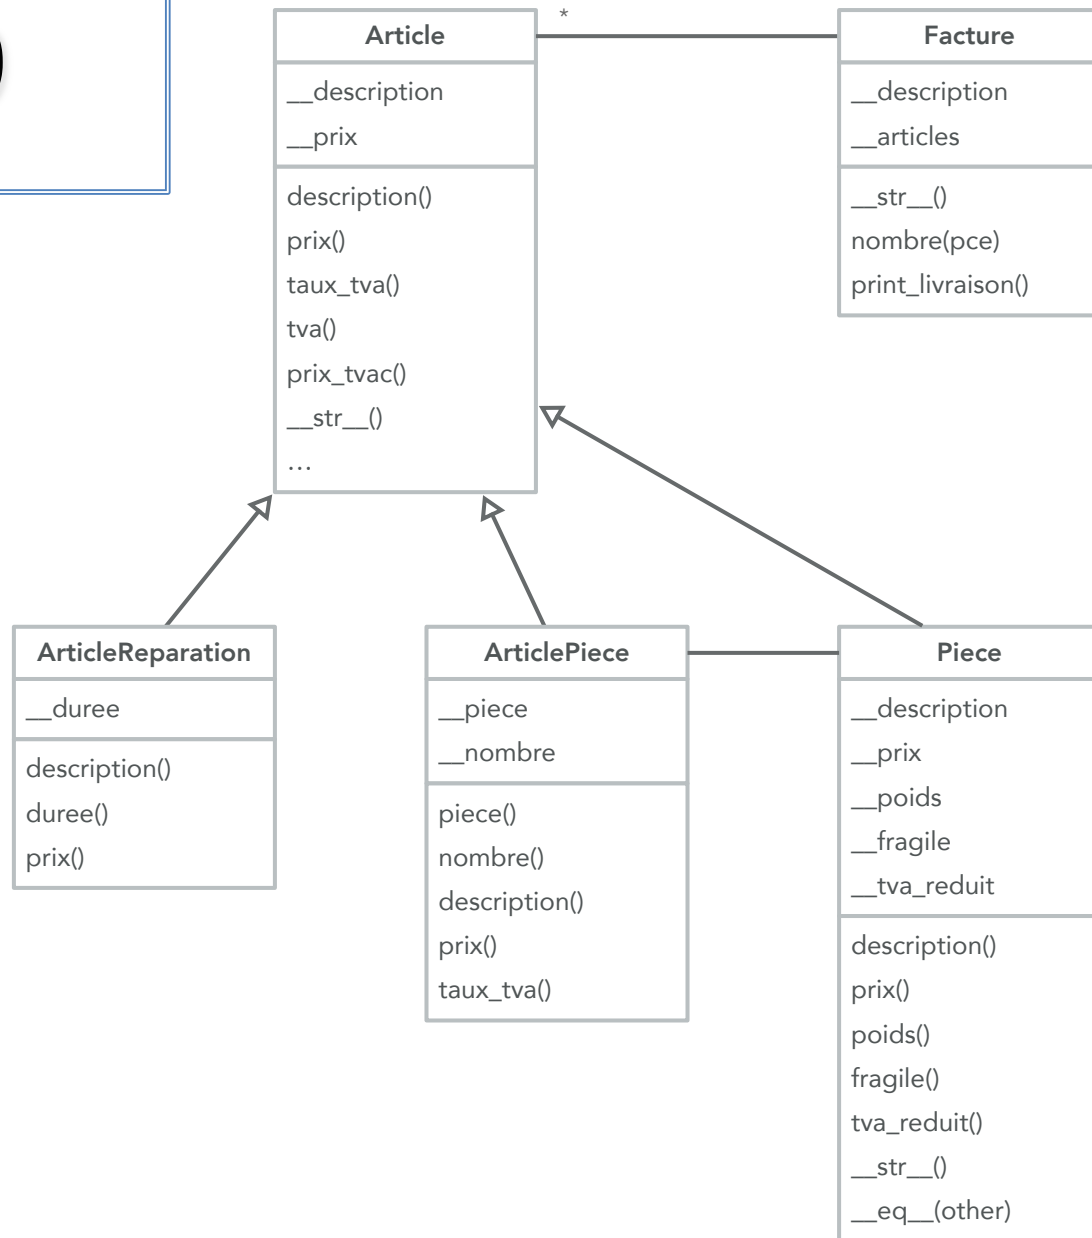 *
Article
__description
__prix
description()
prix()
taux_tva()
tva()
prix_tvac()
__str__()
...
Facture
__description
__articles
__str__()
nombre(pce)
print_livraison()
ArticleReparation
__duree
description()
duree()
prix()
ArticlePiece
__piece
__nombre
piece()
nombre()
description()
prix()
taux_tva()
Piece
__description
__prix
__poids
__fragile
__tva_reduit
description()
prix()
poids()
fragile()
tva_reduit()
__str__()
__eq__(other)